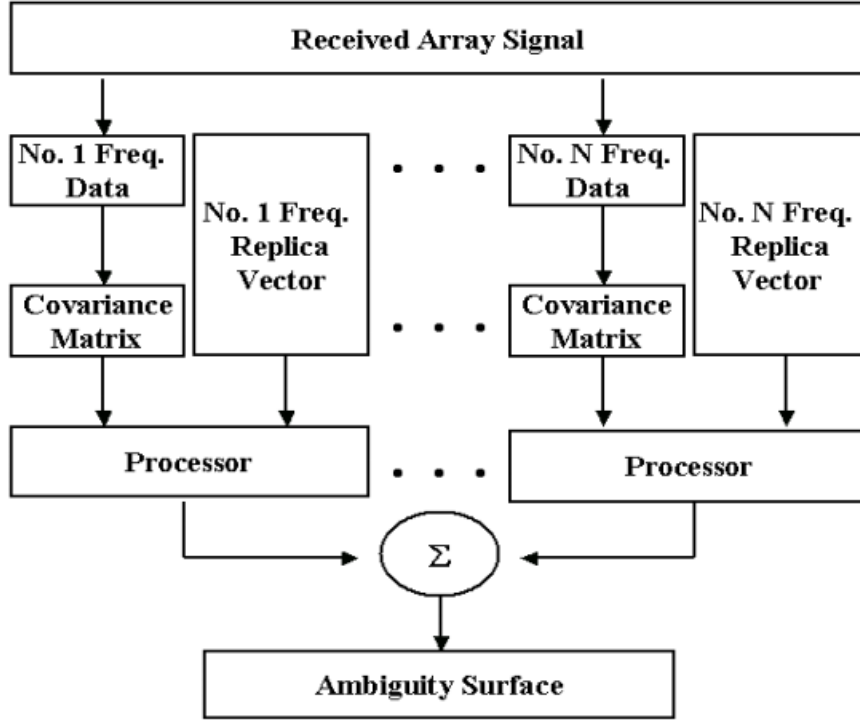 Received Array Signal
No. 1 Freq.
Data
No. 1 Freq.
Replica
Vector
Covariance
Matrix
Processor
. . .
. . .
. . .
No. N Freq.
Data
No. N Freq.
Replica
Vector
Covariance
Matrix
Processor
Σ
Ambiguity Surface